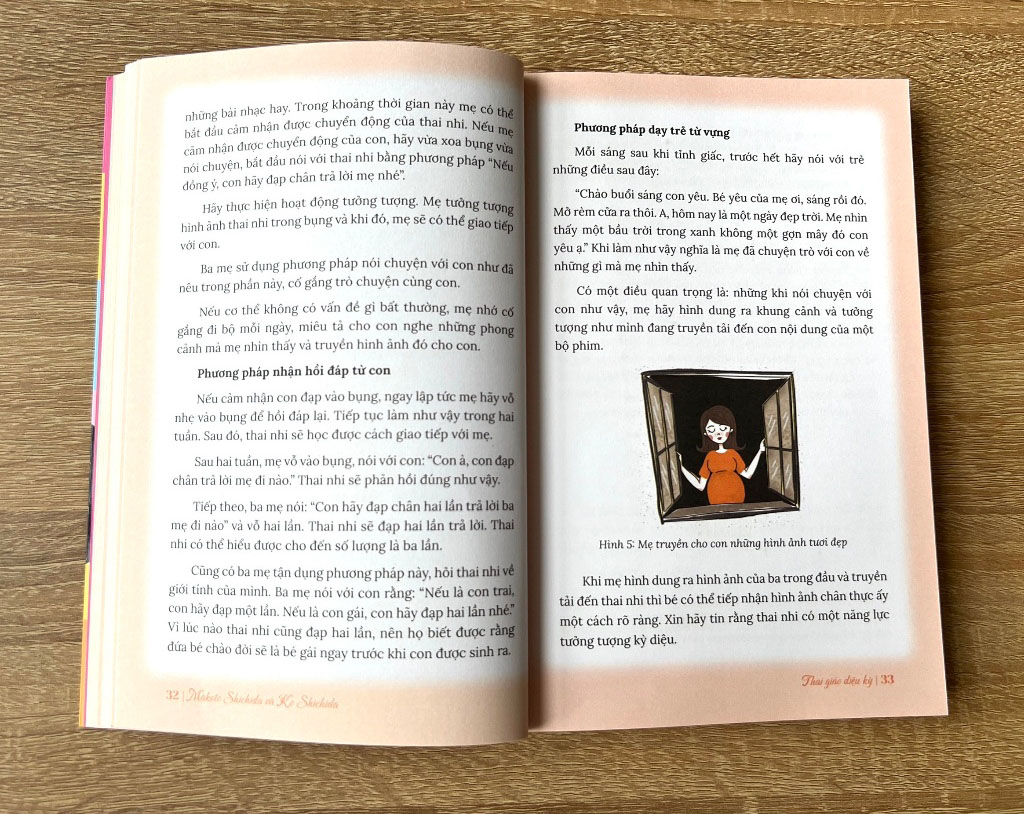 những bài nhạc hay. Trong khoảng thời gian này mẹ có thể
bắt đầu cảm nhận được chuyển động của thai nhi. Nếu mẹ
cảm nhận được chuyển động của con, hãy vừa xoa bụng vừa
nói chuyện, bắt đầu nói với thai nhi bằng phương pháp “Nếu
đồng ý, con hãy đạp chân trả lời mẹ nhé”.
Hãy thực hiện hoạt động tưởng tượng. Mẹ tưởng tượng
hình ảnh thai nhi trong bụng và khi đó, mẹ sẽ có thể giao tiếp
với con.
Ba mẹ sử dụng phương pháp nói chuyện với con như đã
nêu trong phần này, cố gắng trò chuyện cùng con.
Nếu cơ thể không có vấn đề gì bất thường, mẹ nhớ cố
gắng đi bộ mỗi ngày, miêu tả cho con nghe những phong
cảnh mà mẹ nhìn thấy và truyền hình ảnh đó cho con.
Phương pháp nhận hồi đáp từ con
Nếu cảm nhận con đạp vào bụng, ngay lập tức mẹ hãy vỗ
nhẹ vào bụng để hồi đáp lại. Tiếp tục làm như vậy trong hai
tuần. Sau đó, thai nhi sẽ học được cách giao tiếp với mẹ.
Sau hai tuần, mẹ vỗ vào bụng, nói với con: “Con à, con đạp
chân trả lời mẹ đi nào.” Thai nhi sẽ phản hồi đúng như vậy.
Tiếp theo, ba mẹ nói: “Con hãy đạp chân hai lần trả lời ba
mẹ đi nào” và vỗ hai lần. Thai nhi sẽ đạp hai lần trả lời. Thai
nhi có thể hiểu được cho đến số lượng là ba lần.
Cũng có ba mẹ tận dụng phương pháp này, hỏi thai nhi về
giới tính của mình. Ba mẹ nói với con rằng: “Nếu là con trai,
con hãy đạp một lần. Nếu là con gái, con hãy đạp hai lần nhé.”
Vì lúc nào thai nhi cũng đạp hai lần, nên họ biết được rằng
đứa bé chào đời sẽ là bé gái ngay trước khi con được sinh ra.
32 | Makoto Shichida và Ko Shichida
Phương pháp dạy trẻ từ vựng
Mỗi sáng sau khi tỉnh giấc, trước hết hãy nói với trẻ
những điều sau đây:
“Chào buổi sáng con yêu. Bé yêu của mẹ ơi, sáng rồi đó.
Mở rèm cửa ra thôi. A, hôm nay là một ngày đẹp trời. Mẹ nhìn
thấy một bầu trời trong xanh không một gợn mây đó con
yêu ạ.” Khi làm như vậy nghĩa là mẹ đã chuyện trò với con về
những gì mà mẹ nhìn thấy.
Có một điều quan trọng là: những khi nói chuyện với
con như vậy, mẹ hãy hình dung ra khung cảnh và tưởng
tượng như mình đang truyền tải đến con nội dung của một
bộ phim.
Hình 5: Mẹ truyền cho con những hình ảnh tươi đẹp
Khi mẹ hình dung ra hình ảnh của ba trong đầu và truyền
tải đến thai nhi thì bé có thể tiếp nhận hình ảnh chân thực ấy
một cách rõ ràng. Xin hãy tin rằng thai nhi có một năng lực
tưởng tượng kỳ diệu.
Thai giáo diệu kỳ | 33